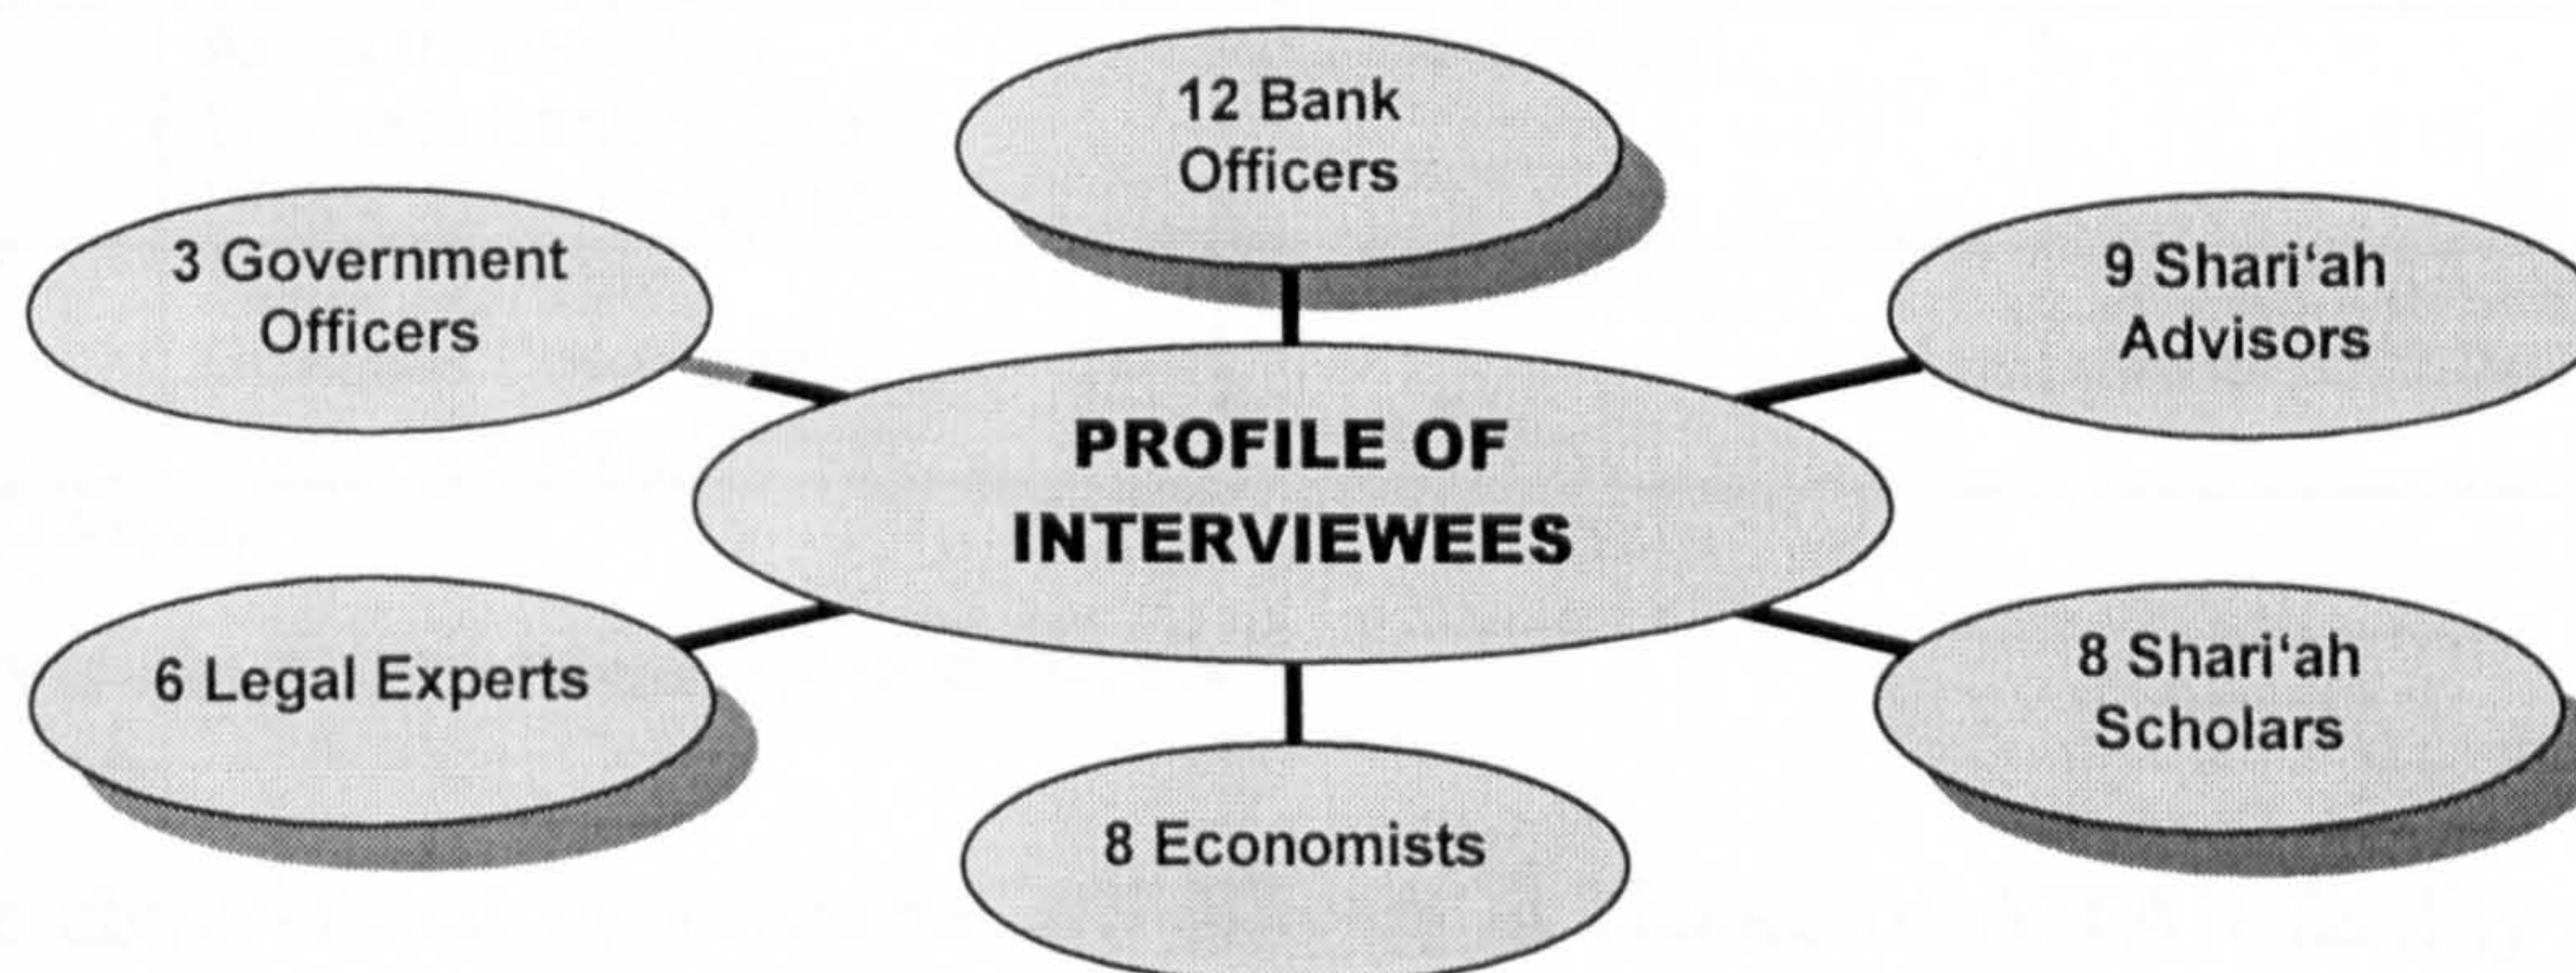 12 Bank
Officers
3 Government
Officers
9 Shari‘ah
Advisors
PROFILE OF
INTERVIEWEES
6 Legal Experts
8 Shari‘ah
Scholars
8 Economists